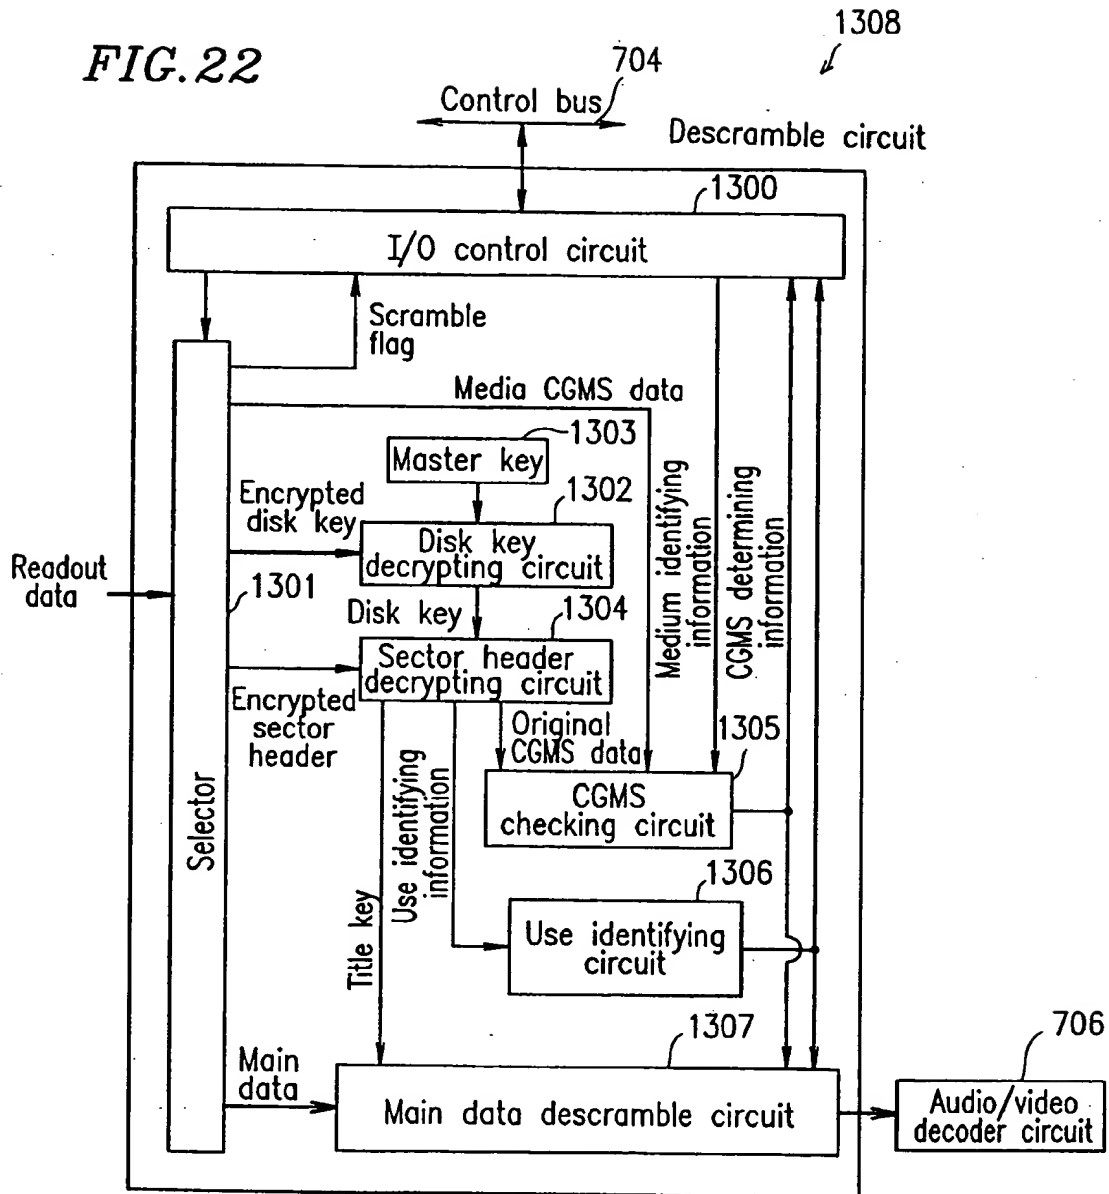 FIG.22
1308
704
Control bus
Descramble circuit
1300
I/O control circuit
Scramble
flag
Media CGMS data
1303
Master key
Encrypted
disk key
1302
Disk key
decrypting circuit
Readout
data
1301
Disk key
1304
Sector header
decrypting circuit
Encrypted
sector
header
Original
CGMS data
Medium identifying
information
CGMS determining
information
1305
CGMS
checking circuit
Selector
Use identifying
information
Title key
1306
Use identifying
circuit
1307
Main
data
Main data descramble circuit
706
Audio/video
decoder circuit